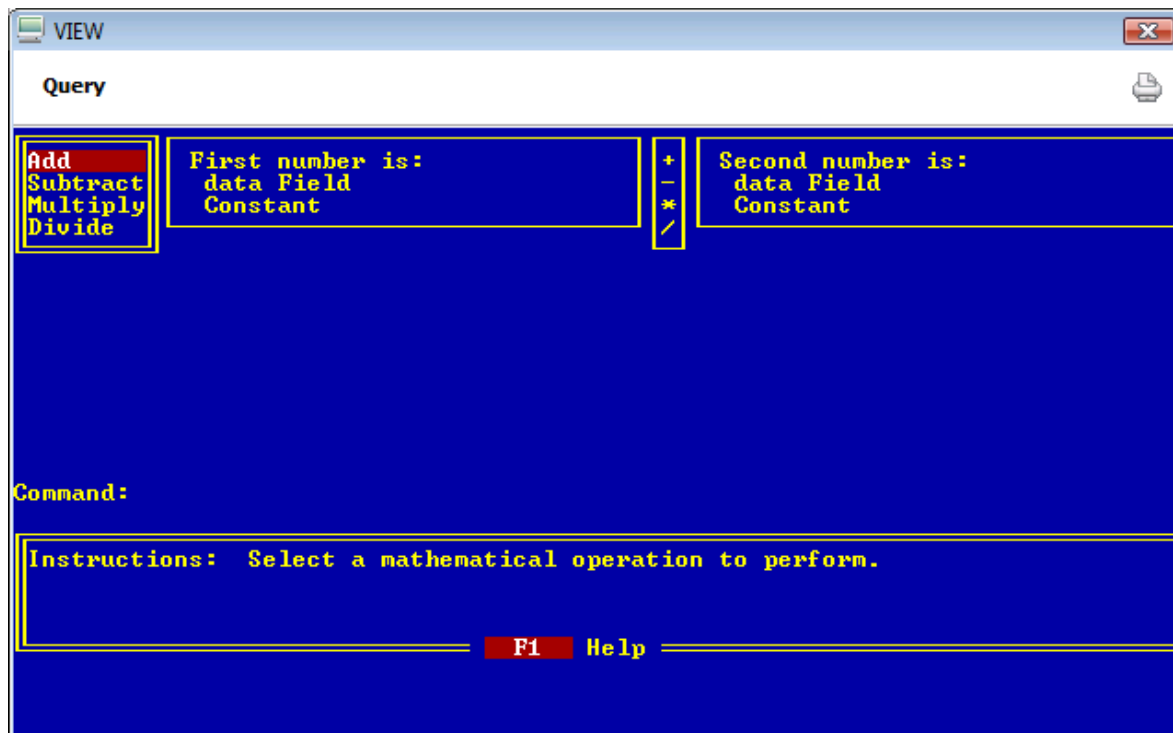 VIEW
Query
Add
Subtract
Multiply
Divide
First number is:
data Field
Constant
+
-
*
/
Second number is:
data Field
Constant
Command:
Instructions: Select a mathematical operation to perform.
F1 Help